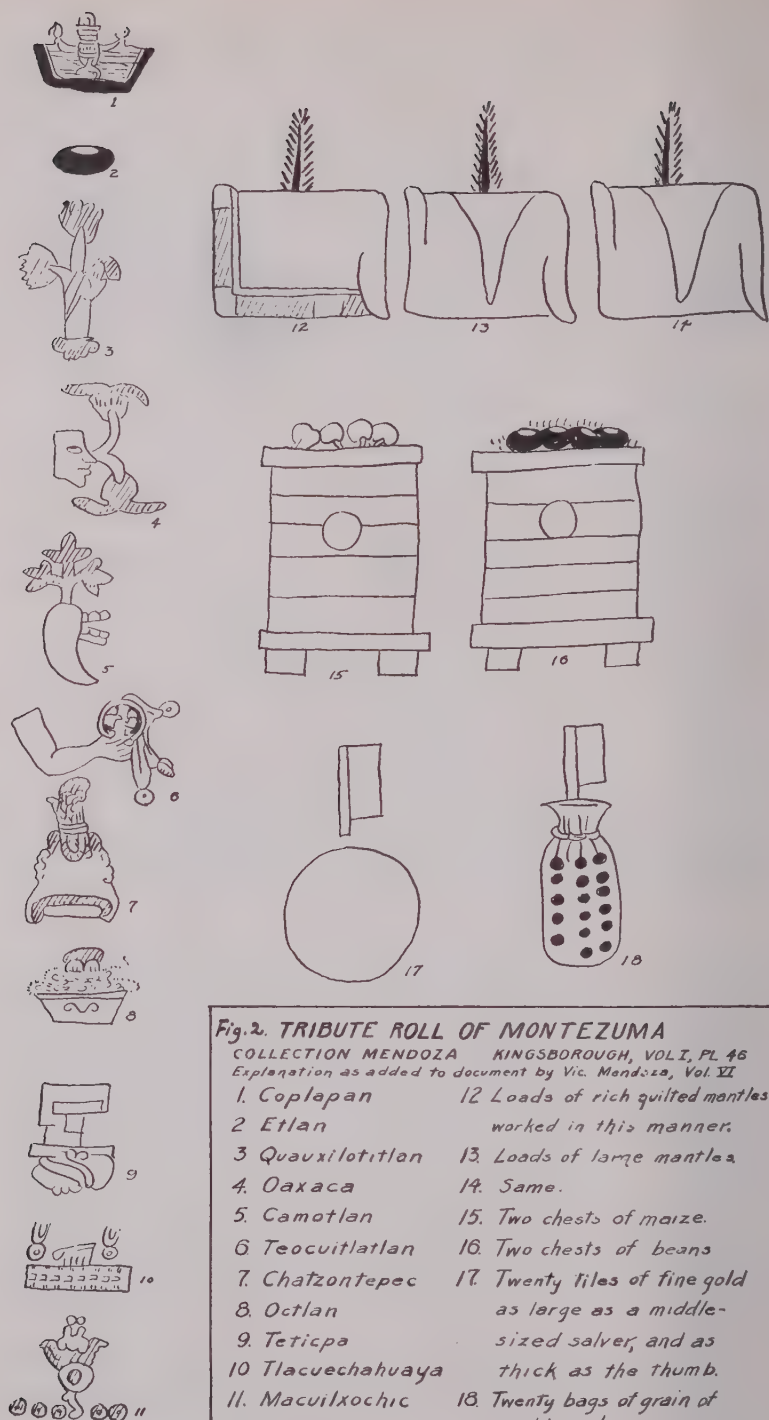 1
2
3
4
5
6
7
8
9
10
11
12
13
14
15
16
17
18
Fig. 2. TRIBUTE ROLL OF MONTEZUMA
COLLECTION MENDOZA KINGSBOROUGH, VOL I, PL 46
Explanation as added to document by Vic. Mendoza, Vol. VI
1. Coplapan
2 Etlan
3 Quauxilotitlan
4. Oaxaca
5. Camotlan
6 Teocuitlatlan
7. Chatzontepec
8. Octlan
9. Teticpa
10 Tlacuechahuaya
11. Macuilxochic
12 Loads of rich quilted mantles
worked in this manner.
13. Loads of large mantles
14. Same.
15. Two chests of maize.
16. Two chests of beans
17. Twenty tiles of fine gold
as large as a middle-
sized salver, and as
thick as the thumb.
18. Twenty bags of grain of